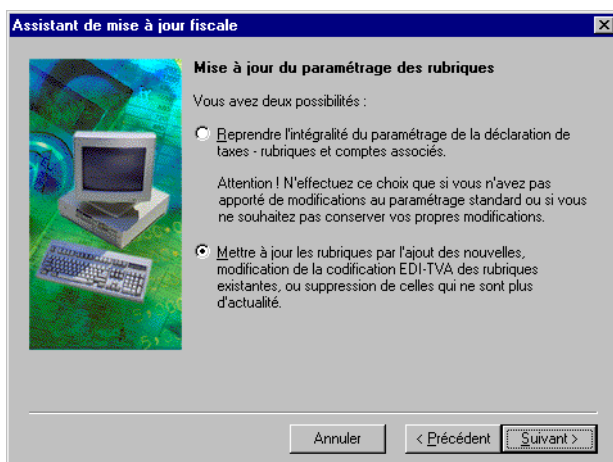 Assistant de mise à jour fiscale
Mise à jour du paramétrage des rubriques
Vous avez deux possibilités :
Reprendre l'intégralité du paramétrage de la déclaration de
taxes - rubriques et comptes associés.
Attention ! N'effectuez ce choix que si vous n'avez pas
apporté de modifications au paramétrage standard ou si vous
ne souhaitez pas conserver vos propres modifications.
Mettre à jour les rubriques par l'ajout des nouvelles,
modification de la codification EDI-TVA des rubriques
existantes, ou suppression de celles qui ne sont plus
d'actualité.
Annuler
< Précédent
Suivant >